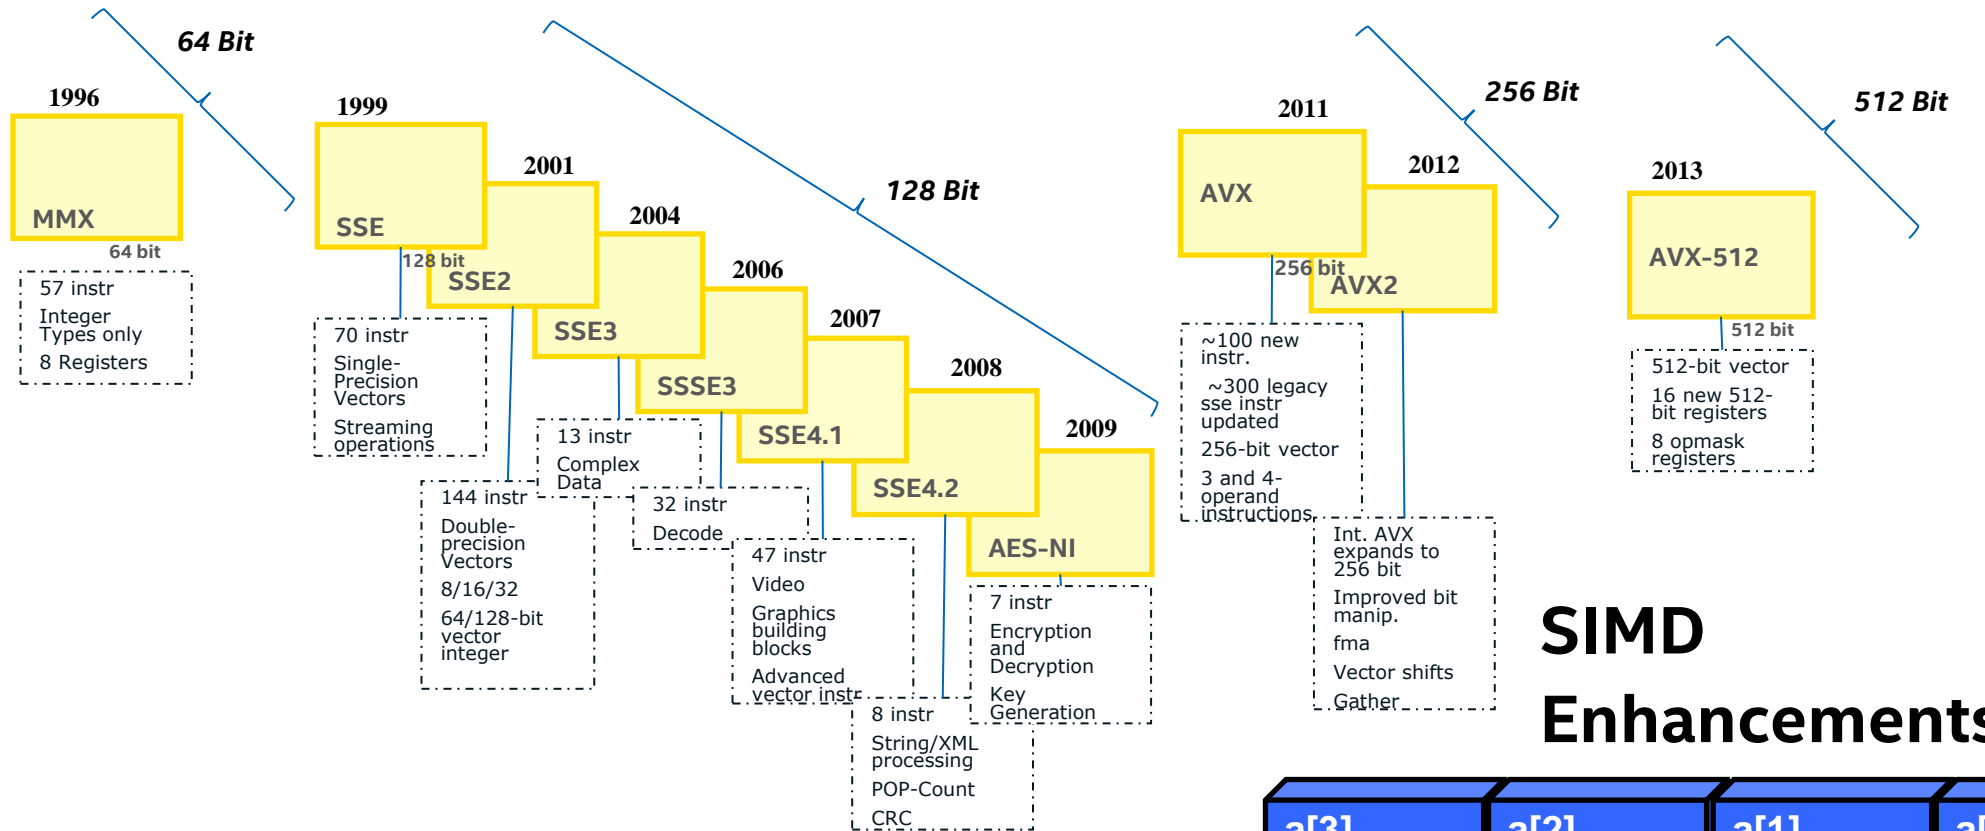 64 Bit
1996
MMX
64 bit
57 instr
Integer
Types only
8 Registers
128 Bit
1999
SSE
128 bit
70 instr
Single-
Precision
Vectors
Streaming
operations
2001
SSE2
144 instr
Double-
precision
Vectors
8/16/32
64/128-bit
vector
integer
2004
SSE3
13 instr
Complex
Data
2006
SSSE3
32 instr
Decode
2007
SSE4.1
47 instr
Video
Graphics
building
blocks
Advanced
vector instr
2008
SSE4.2
8 instr
String/XML
processing
POP-Count
CRC
2009
AES-NI
7 instr
Encryption
and
Decryption
Key
Generation
256 Bit
2011
AVX
256 bit
~100 new
instr.
~300 legacy
sse instr
updated
256-bit vector
3 and 4-
operand
instructions
2012
AVX2
Int. AVX
expands to
256 bit
Improved bit
manip.
fma
Vector shifts
Gather
512 Bit
2013
AVX-512
512 bit
512-bit vector
16 new 512-
bit registers
8 opmask
registers
SIMD
Enhancements
a[3] a[2] a[1] a[